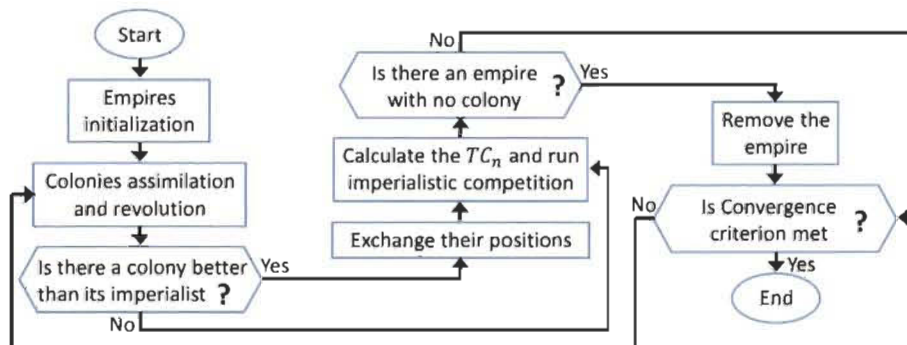 Start
Empires
initialization
Colonies assimilation
and revolution
Is there a colony better
than its imperialist ?
Yes
No
Exchange their positions
Calculate the TCₙ and run
imperialistic competition
Is there an empire
with no colony ?
No
Yes
Remove the
empire
Is Convergence
criterion met ?
No
Yes
End